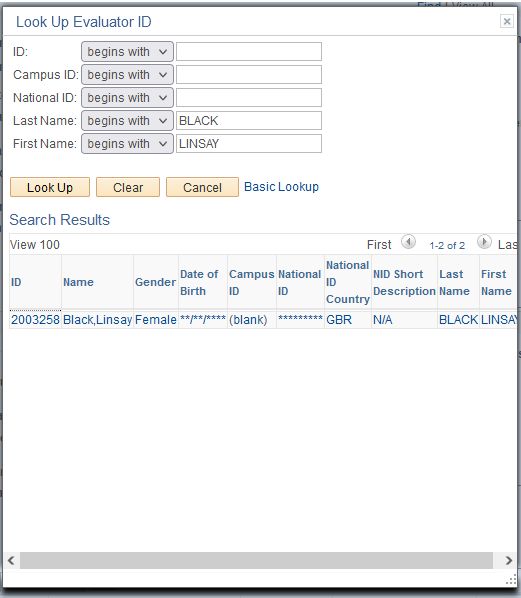 Find | View All
Look Up Evaluator ID
ID: begins with
Campus ID: begins with
National ID: begins with
Last Name: begins with BLACK
First Name: begins with LINSAY
Look Up Clear Cancel Basic Lookup
Search Results
View 100 First 1-2 of 2 Las
ID Name Gender Date of Birth Campus ID National ID National ID Country NID Short Description Last Name First Name
2003258 Black,Linsay Female **/**/**** (blank) ********* GBR N/A BLACK LINSAY